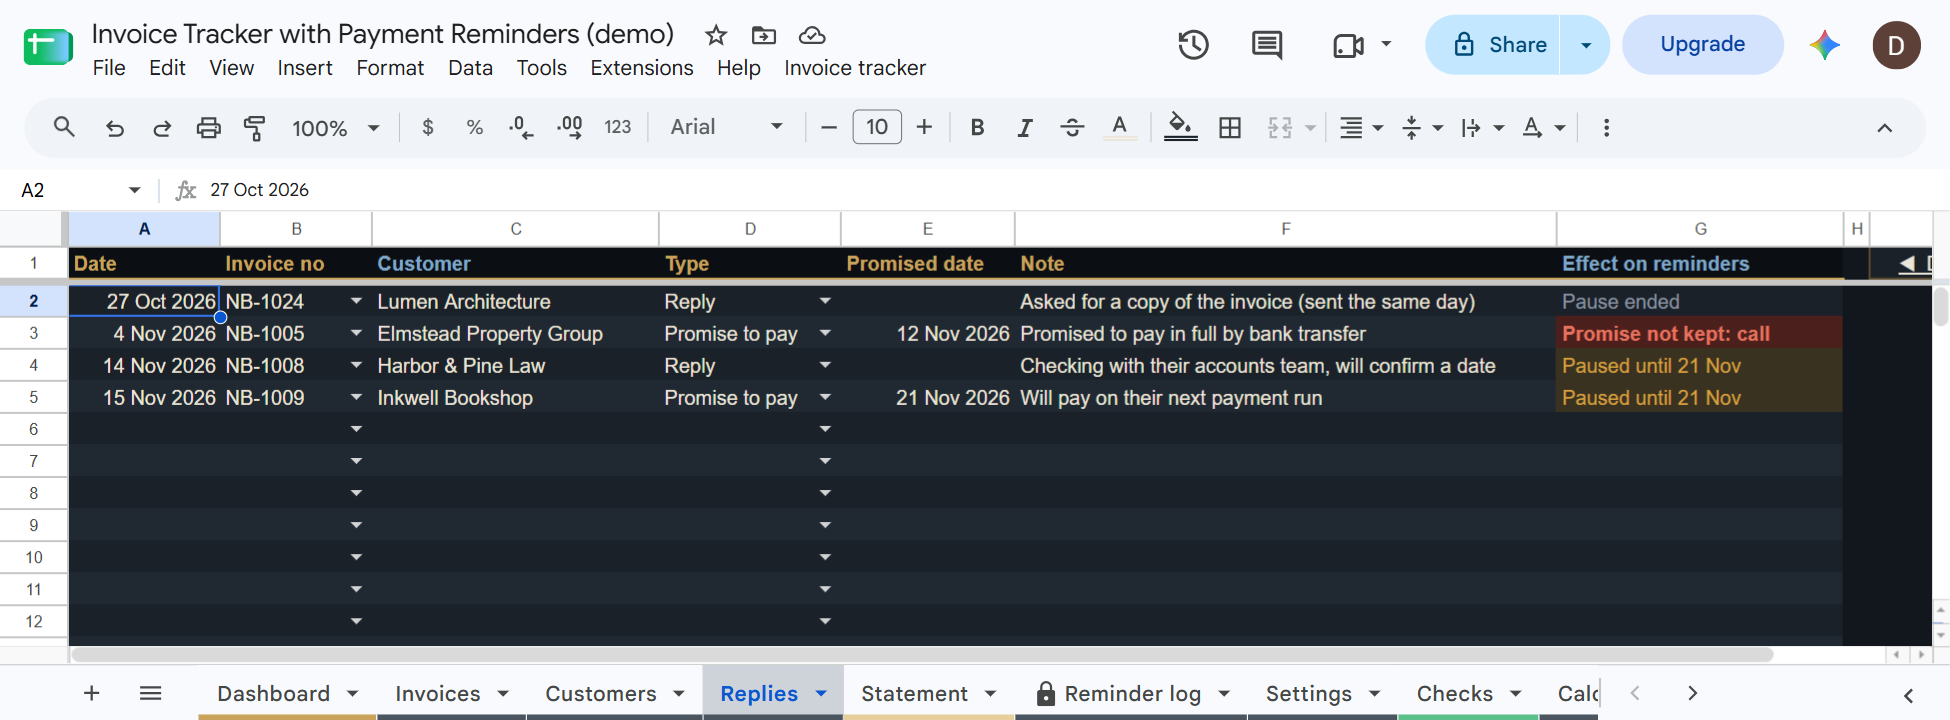 Invoice Tracker with Payment Reminders (demo)
File Edit View Insert Format Data Tools Extensions Help Invoice tracker
Share
Upgrade
D
100% $ % .0 .00 123 Arial 10 B I A A
A2 fx 27 Oct 2026
A B C D E F G H
1 Date Invoice no Customer Type Promised date Note Effect on reminders
2 27 Oct 2026 NB-1024 Lumen Architecture Reply Asked for a copy of the invoice (sent the same day) Pause ended
3 4 Nov 2026 NB-1005 Elmstead Property Group Promise to pay 12 Nov 2026 Promised to pay in full by bank transfer Promise not kept: call
4 14 Nov 2026 NB-1008 Harbor & Pine Law Reply Checking with their accounts team, will confirm a date Paused until 21 Nov
5 15 Nov 2026 NB-1009 Inkwell Bookshop Promise to pay 21 Nov 2026 Will pay on their next payment run Paused until 21 Nov
6
7
8
9
10
11
12
Dashboard Invoices Customers Replies Statement Reminder log Settings Checks